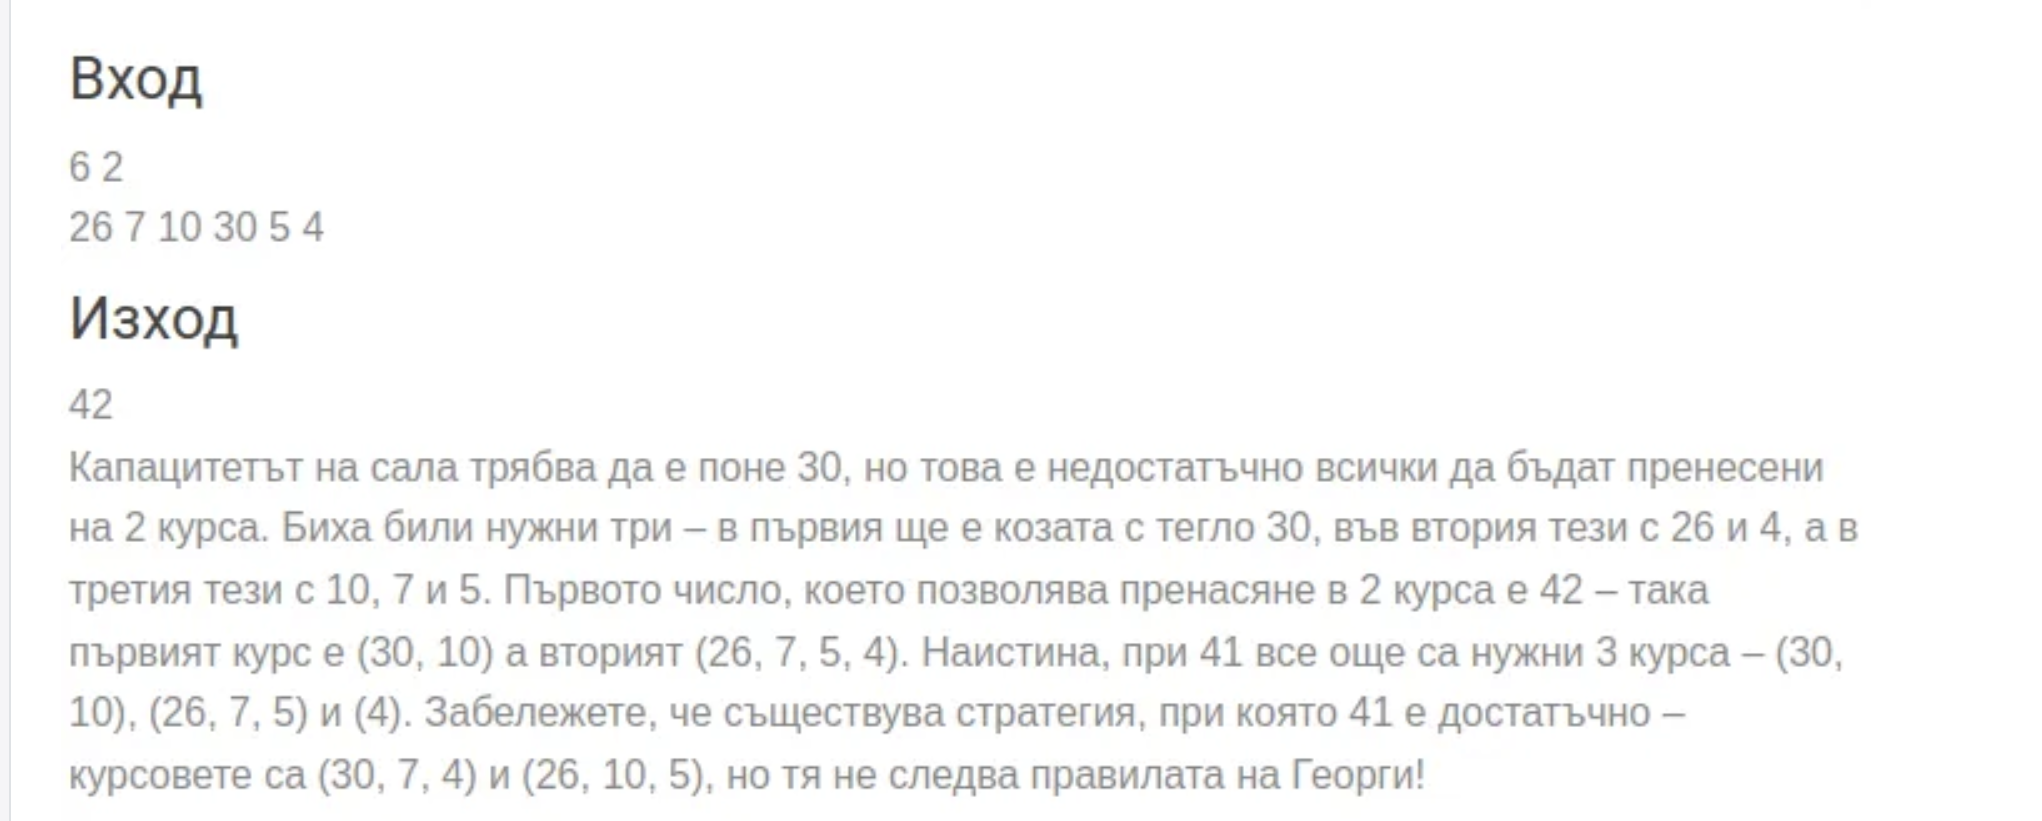 Вход
6 2
26 7 10 30 5 4
Изход
42
Капацитетът на сала трябва да е поне 30, но това е недостатъчно всички да бъдат пренесени
на 2 курса. Биха били нужни три – в първия ще е козата с тегло 30, във втория тези с 26 и 4, а в
третия тези с 10, 7 и 5. Първото число, което позволява пренасяне в 2 курса е 42 – така
първият курс е (30, 10) а вторият (26, 7, 5, 4). Наистина, при 41 все още са нужни 3 курса – (30,
10), (26, 7, 5) и (4). Забележете, че съществува стратегия, при която 41 е достатъчно –
курсовете са (30, 7, 4) и (26, 10, 5), но тя не следва правилата на Георги!